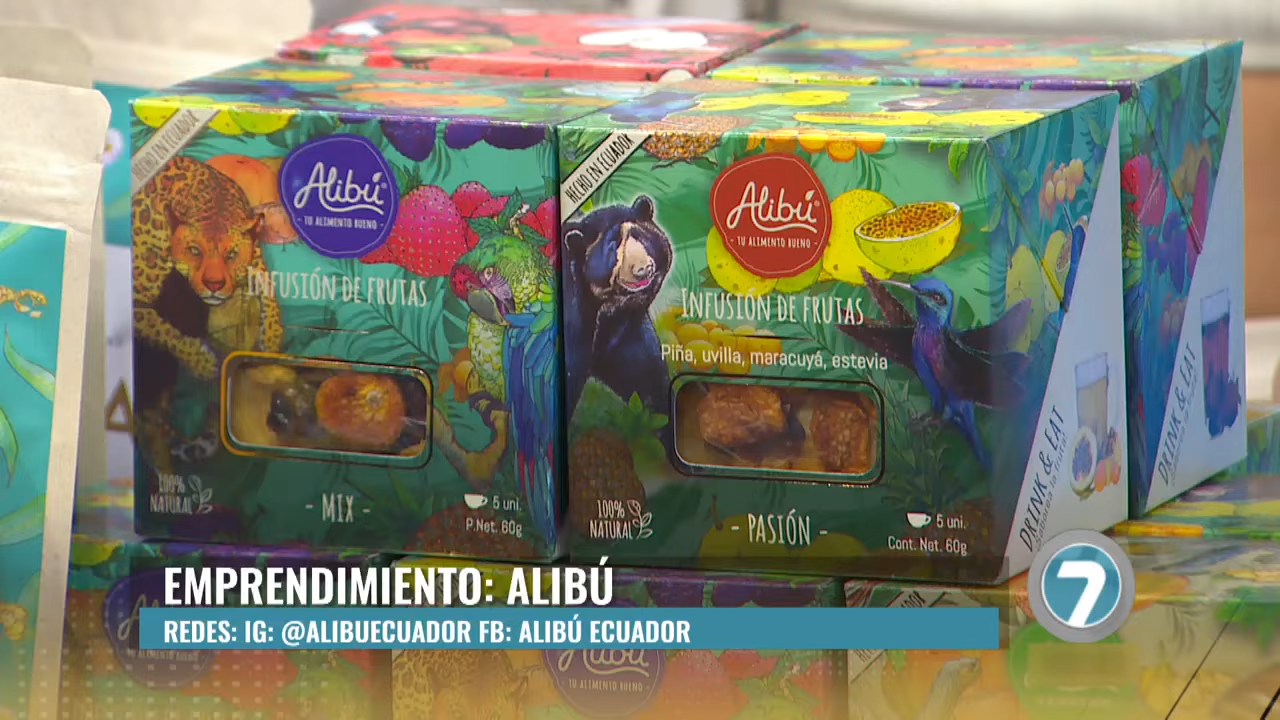 HECHO EN ECUADOR
Alibú
- TU ALIMENTO BUENO -
INFUSIÓN DE FRUTAS
100%
NATURAL
- MIX -
5 uni.
P.Net. 60g
HECHO EN ECUADOR
Alibú
- TU ALIMENTO BUENO -
INFUSIÓN DE FRUTAS
Piña, uvilla, maracuyá, estevia
100%
NATURAL
- PASIÓN -
5 uni.
Cont. Net. 60g
DRINK & EAT
DRINK & EAT
EMPRENDIMIENTO: ALIBÚ
REDES: IG: @ALIBUECUADOR FB: ALIBÚ ECUADOR
7
Alibú
TU ALIMENTO BUENO